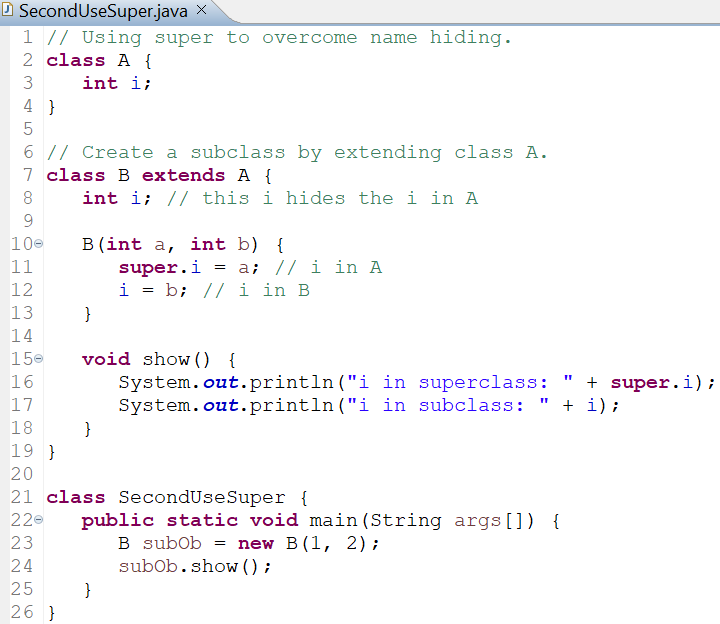 SecondUseSuper.java
1 // Using super to overcome name hiding.
2 class A {
3    int i;
4 }
5
6 // Create a subclass by extending class A.
7 class B extends A {
8    int i; // this i hides the i in A
9
10    B(int a, int b) {
11       super.i = a; // i in A
12       i = b; // i in B
13    }
14
15    void show() {
16       System.out.println("i in superclass: " + super.i);
17       System.out.println("i in subclass: " + i);
18    }
19 }
20
21 class SecondUseSuper {
22    public static void main(String args[]) {
23       B subOb = new B(1, 2);
24       subOb.show();
25    }
26 }